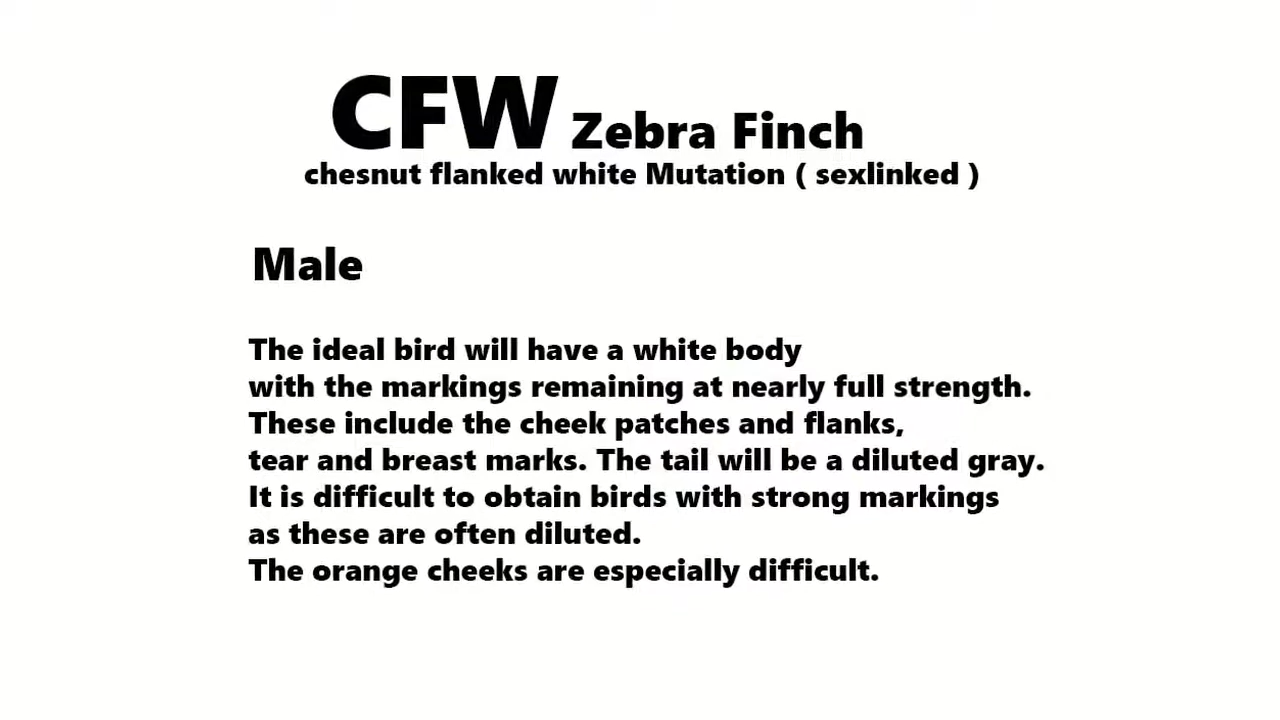 CFW Zebra Finch
chesnut flanked white Mutation ( sexlinked )
Male
The ideal bird will have a white body
with the markings remaining at nearly full strength.
These include the cheek patches and flanks,
tear and breast marks. The tail will be a diluted gray.
It is difficult to obtain birds with strong markings
as these are often diluted.
The orange cheeks are especially difficult.